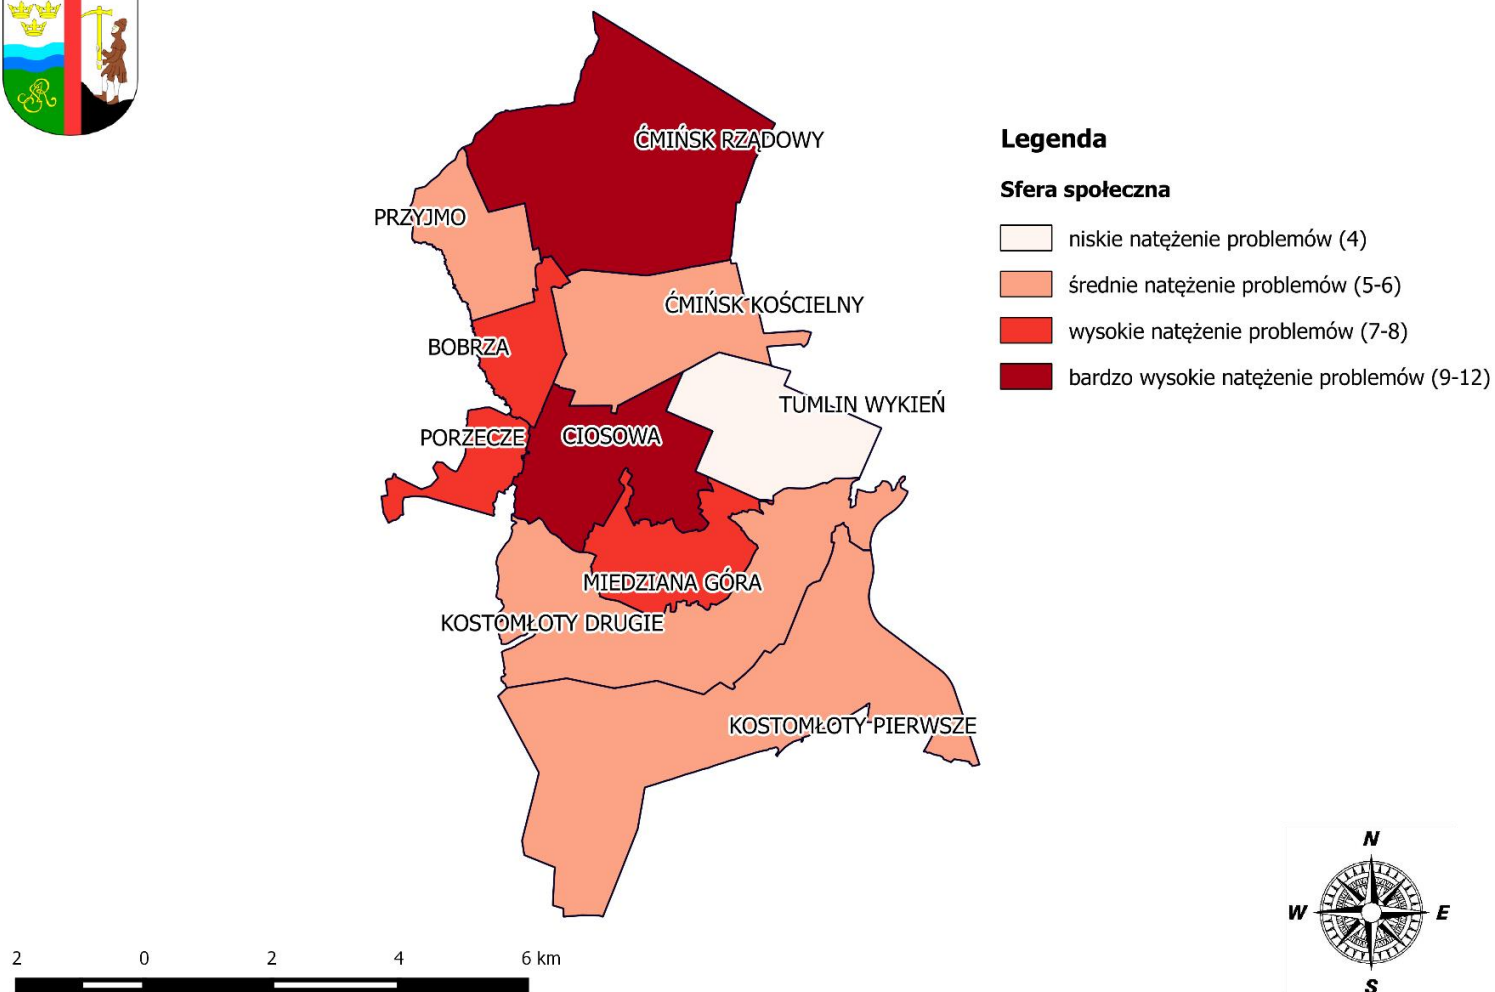 ĆMIŃSK RZĄDOWY
Legenda
Sfera społeczna
PRZYJMO
niskie natężenie problemów (4)
średnie natężenie problemów (5-6)
ĆMIŃSK KOŚCIELNY
wysokie natężenie problemów (7-8)
BOBRZA
bardzo wysokie natężenie problemów (9-12)
TUMLIN WYKIEŃ
PORZECZE
CIOSOWA
MIEDZIANA GÓRA
KOSTOMŁOTY DRUGIE
KOSTOMŁOTY PIERWSZE
N
W E
S
2 0 2 4 6 km